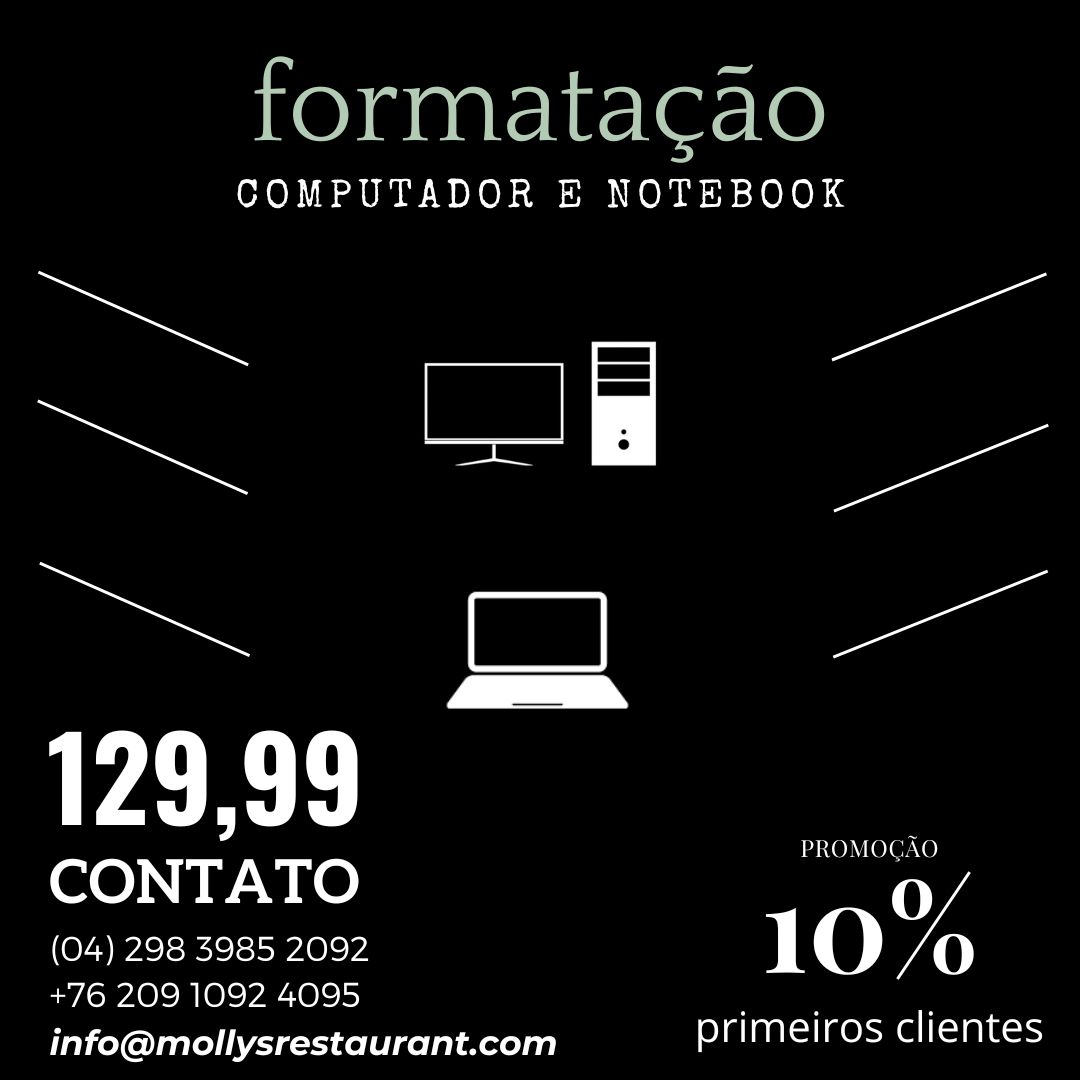 formatação
COMPUTADOR E NOTEBOOK
129,99
CONTATO
(04) 298 3985 2092
+76 209 1092 4095
info@mollysrestaurant.com
PROMOÇÃO
10%
primeiros clientes